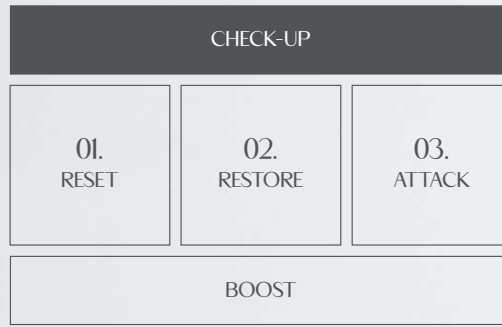 CHECK-UP
01.
RESET
02.
RESTORE
03.
ATTACK
BOOST